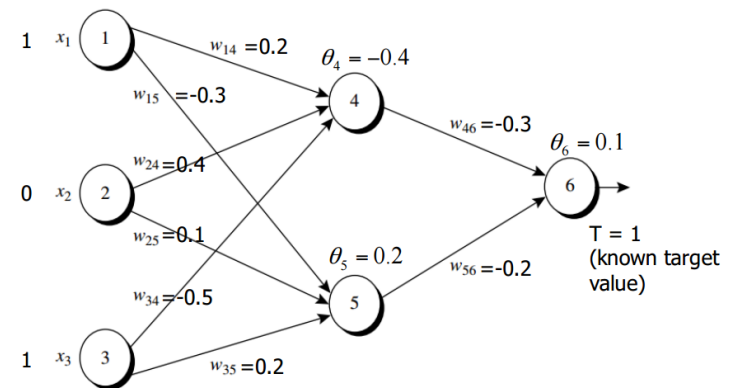 1 x₁ 1
w₁₄ =0.2
θ₄ = −0.4
w₁₅ =-0.3
4
w₄₆ =-0.3
θ₆ = 0.1
w₂₄ =0.4
0 x₂ 2
6
w₂₅ =0.1
T = 1
(known target
value)
θ₅ = 0.2
w₅₆ =-0.2
w₃₄ =-0.5
5
1 x₃ 3
w₃₅ =0.2